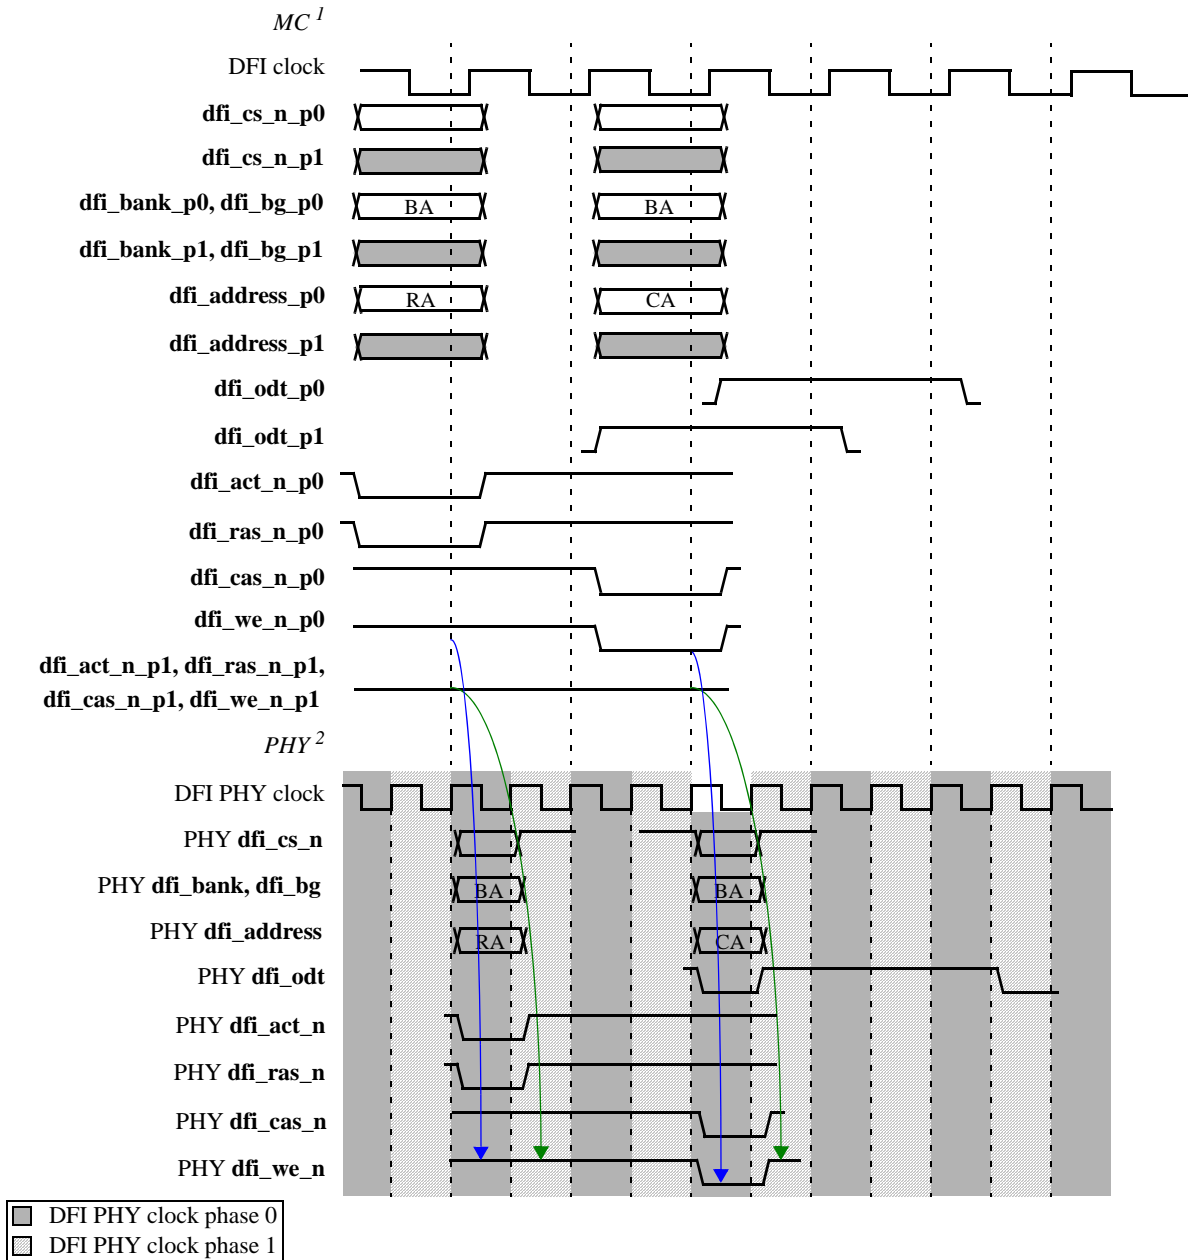 MC 1
DFI clock
dfi_cs_n_p0
dfi_cs_n_p1
dfi_bank_p0, dfi_bg_p0 BA BA
dfi_bank_p1, dfi_bg_p1
dfi_address_p0 RA CA
dfi_address_p1
dfi_odt_p0
dfi_odt_p1
dfi_act_n_p0
dfi_ras_n_p0
dfi_cas_n_p0
dfi_we_n_p0
dfi_act_n_p1, dfi_ras_n_p1,
dfi_cas_n_p1, dfi_we_n_p1
PHY 2
DFI PHY clock
PHY dfi_cs_n
PHY dfi_bank, dfi_bg BA BA
PHY dfi_address RA CA
PHY dfi_odt
PHY dfi_act_n
PHY dfi_ras_n
PHY dfi_cas_n
PHY dfi_we_n
DFI PHY clock phase 0
DFI PHY clock phase 1